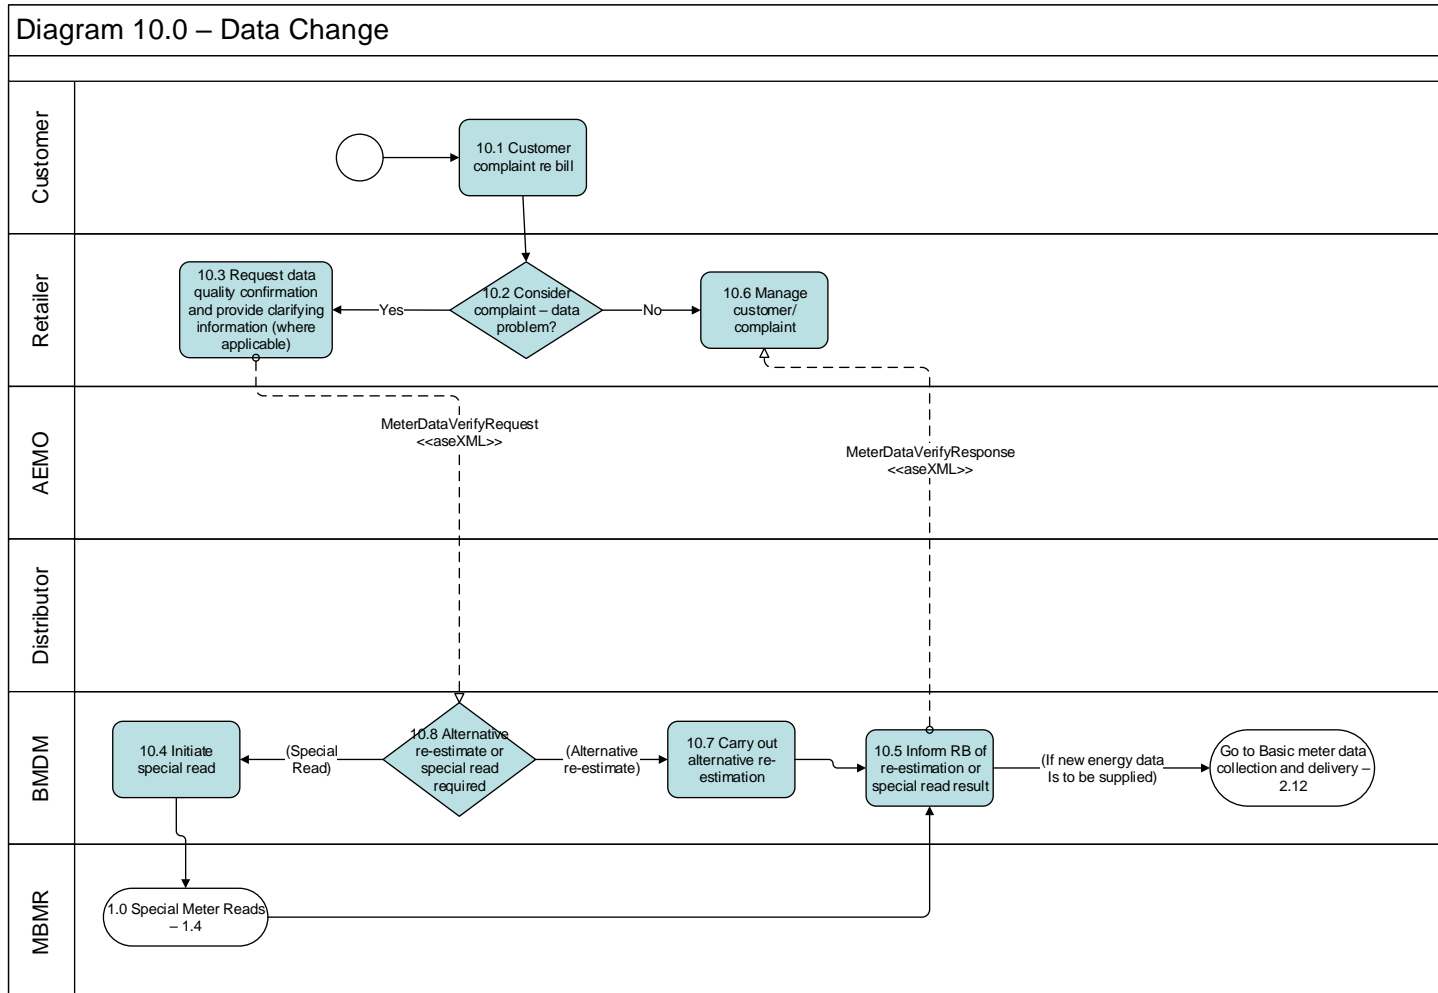 Diagram 10.0 – Data Change
Customer
10.1 Customer
complaint re bill
Retailer
10.3 Request data
quality confirmation
and provide clarifying
information (where
applicable)
Yes
10.2 Consider
complaint – data
problem?
No
10.6 Manage
customer/
complaint
AEMO
MeterDataVerifyRequest
<<aseXML>>
MeterDataVerifyResponse
<<aseXML>>
Distributor
BMDM
10.4 Initiate
special read
(Special
Read)
10.8 Alternative
re-estimate or
special read
required
(Alternative
re-estimate)
10.7 Carry out
alternative re-
estimation
10.5 Inform RB of
re-estimation or
special read result
(If new energy data
Is to be supplied)
Go to Basic meter data
collection and delivery –
2.12
MBMR
1.0 Special Meter Reads
– 1.4